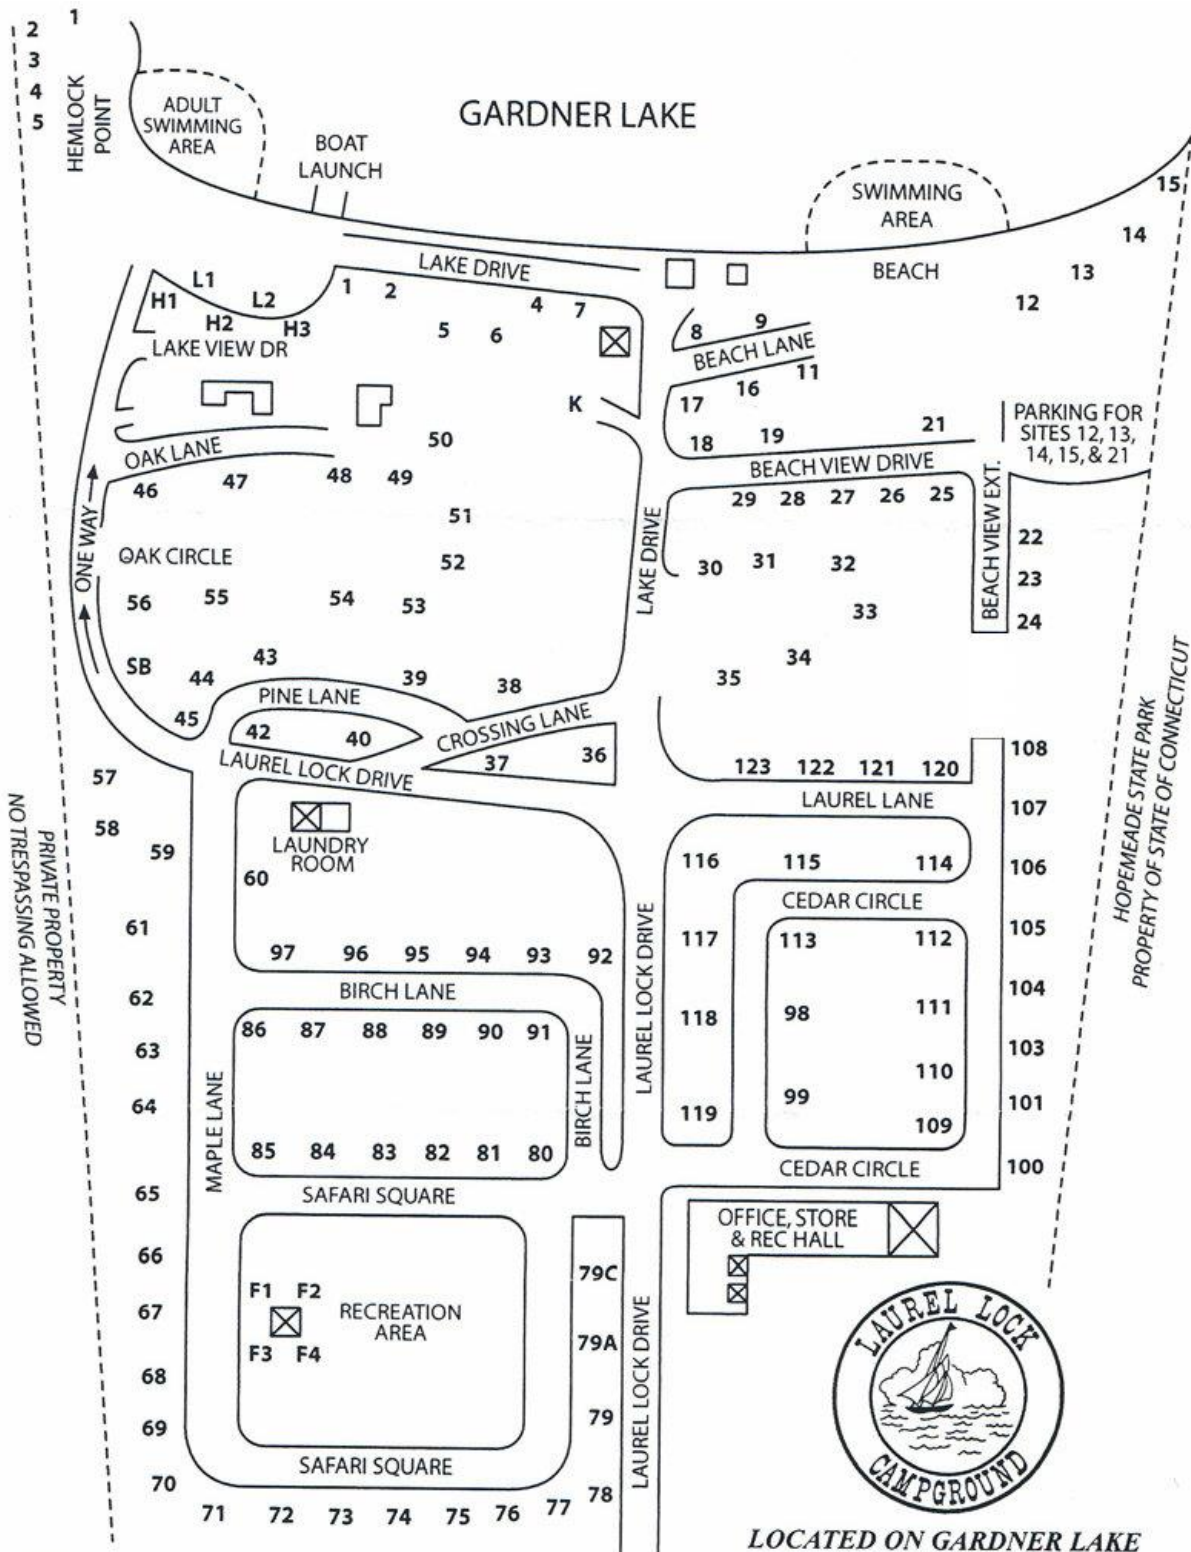 1
2
3
4
5
HEMLOCK
POINT
ADULT
SWIMMING
AREA
BOAT
LAUNCH
GARDNER LAKE
SWIMMING
AREA
BEACH
15
14
13
12
LAKE DRIVE
L1
H1
L2
H2
H3
LAKE VIEW DR
1
2
4
7
5
6
8
9
BEACH LANE
11
16
17
K
PARKING FOR
SITES 12, 13,
14, 15, & 21
18
19
21
BEACH VIEW DRIVE
50
OAK LANE
46
47
48
49
29
28
27
26
25
BEACH VIEW EXT.
22
23
24
51
52
ONE WAY
OAK CIRCLE
56
55
54
53
LAKE DRIVE
30
31
32
33
34
35
SB
44
43
39
38
45
PINE LANE
42
40
CROSSING LANE
37
36
LAUREL LOCK DRIVE
57
58
59
123
122
121
120
108
LAUREL LANE
107
HOPEMEADE STATE PARK
PROPERTY OF STATE OF CONNECTICUT
PRIVATE PROPERTY
NO TRESPASSING ALLOWED
LAUNDRY
ROOM
60
116
115
114
106
CEDAR CIRCLE
61
97
96
95
94
93
92
LAUREL LOCK DRIVE
117
113
112
105
BIRCH LANE
62
86
87
88
89
90
91
118
98
111
104
63
BIRCH LANE
103
110
64
MAPLE LANE
119
99
109
101
85
84
83
82
81
80
CEDAR CIRCLE
100
65
SAFARI SQUARE
OFFICE, STORE
& REC HALL
66
67
68
69
70
F1
F2
F3
F4
RECREATION
AREA
79C
79A
79
78
LAUREL LOCK DRIVE
SAFARI SQUARE
71
72
73
74
75
76
77
LAUREL LOCK
CAMPGROUND
LOCATED ON GARDNER LAKE